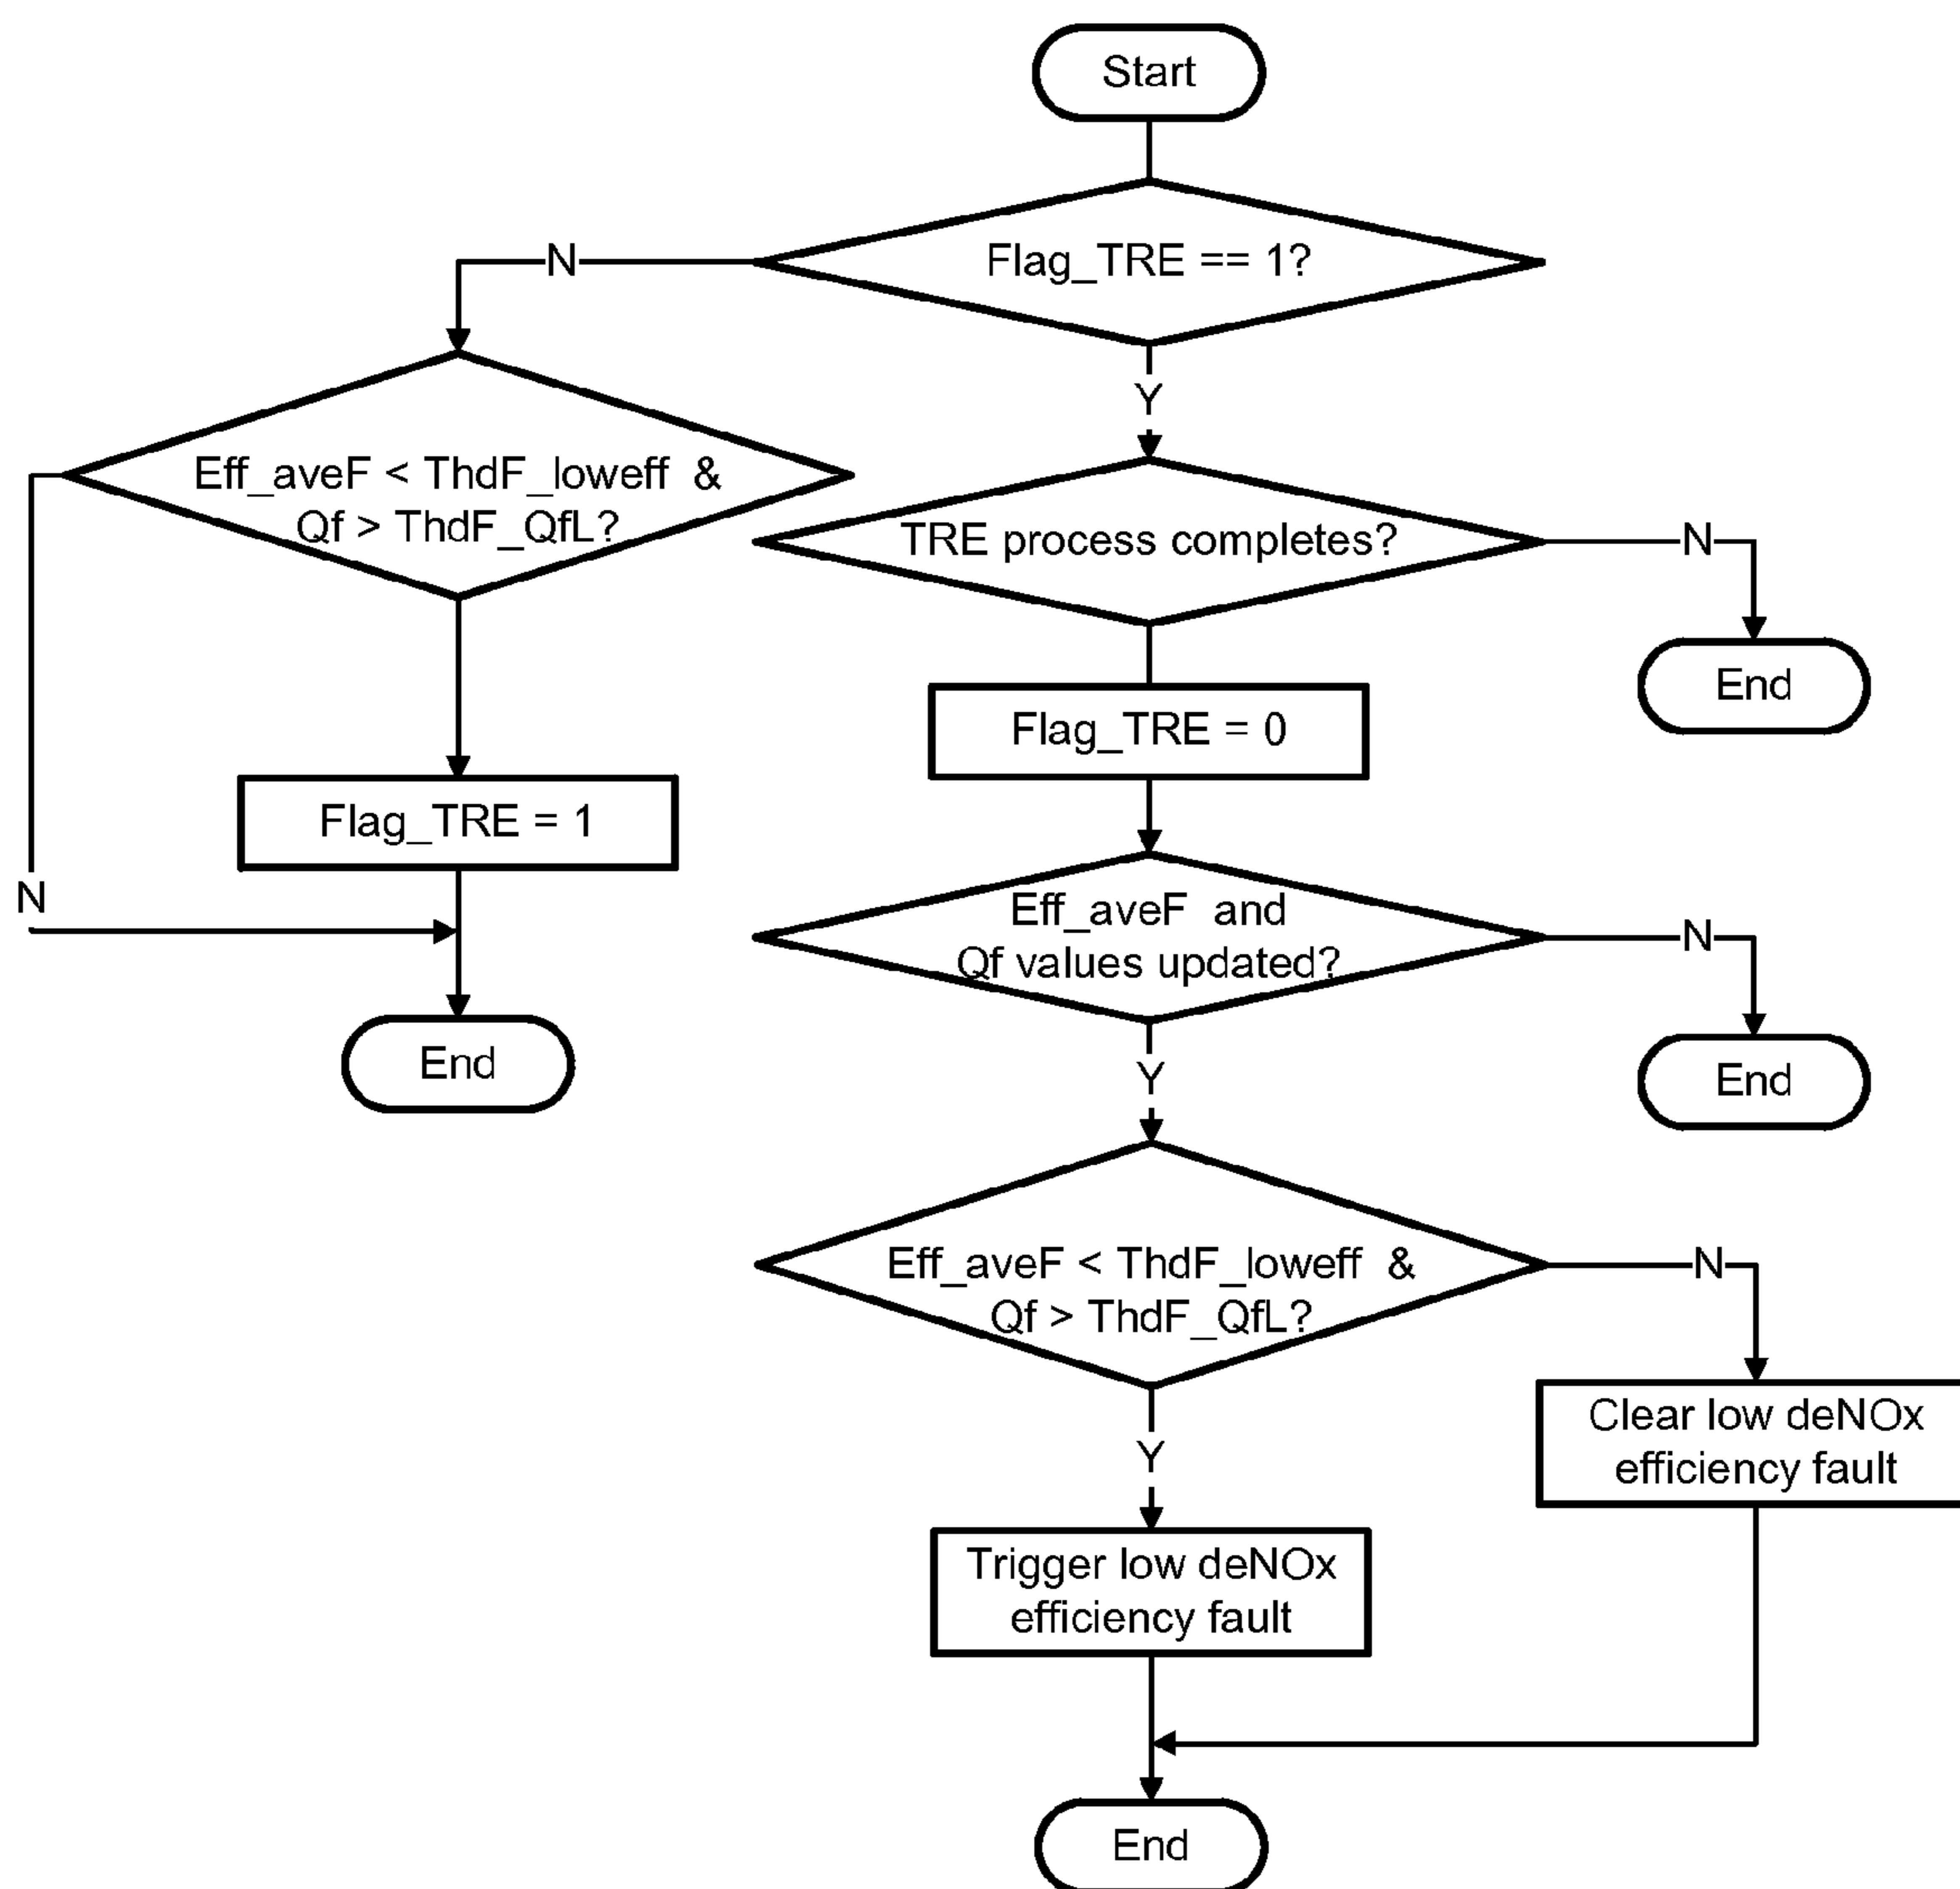 Start
Flag_TRE == 1?
N
Y
Eff_aveF < ThdF_loweff &
Qf > ThdF_QfL?
TRE process completes?
N
End
Flag_TRE = 0
Flag_TRE = 1
N
Eff_aveF and
Qf values updated?
N
End
End
Y
Eff_aveF < ThdF_loweff &
Qf > ThdF_QfL?
N
Clear low deNOx
efficiency fault
Y
Trigger low deNOx
efficiency fault
End